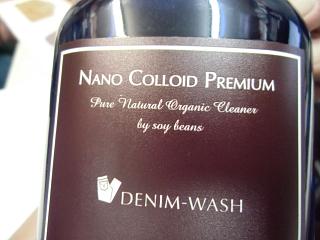 NANO COLLOID PREMIUM
Pure Natural Organic Cleaner
by soy beans
DENIM-WASH